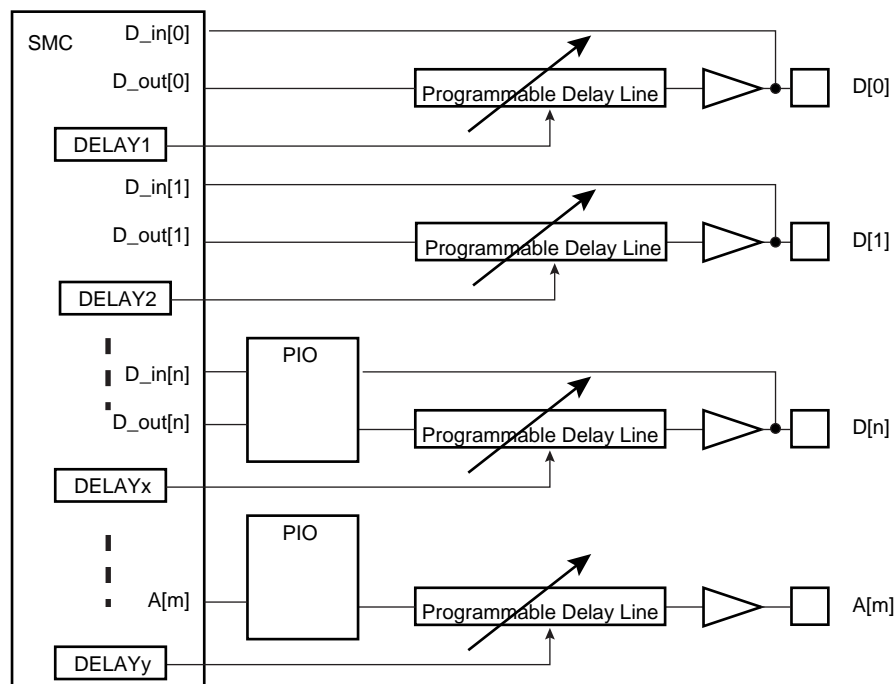 SMC
D_in[0]
D_out[0]
Programmable Delay Line
D[0]
DELAY1
D_in[1]
D_out[1]
Programmable Delay Line
D[1]
DELAY2
PIO
D_in[n]
D_out[n]
Programmable Delay Line
D[n]
DELAYx
PIO
A[m]
Programmable Delay Line
A[m]
DELAYy